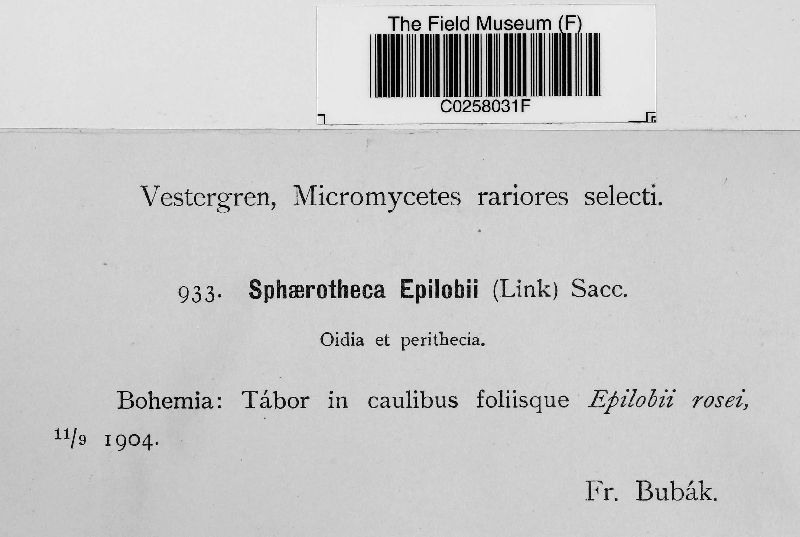 The Field Museum (F)
C0258031F
Vestergren, Micromycetes rariores selecti.
933. Sphærotheca Epilobii (Link) Sacc.
Oidia et perithecia.
Bohemia: Tábor in caulibus foliisque Epilobii rosei,
11/9 1904.
Fr. Bubák.